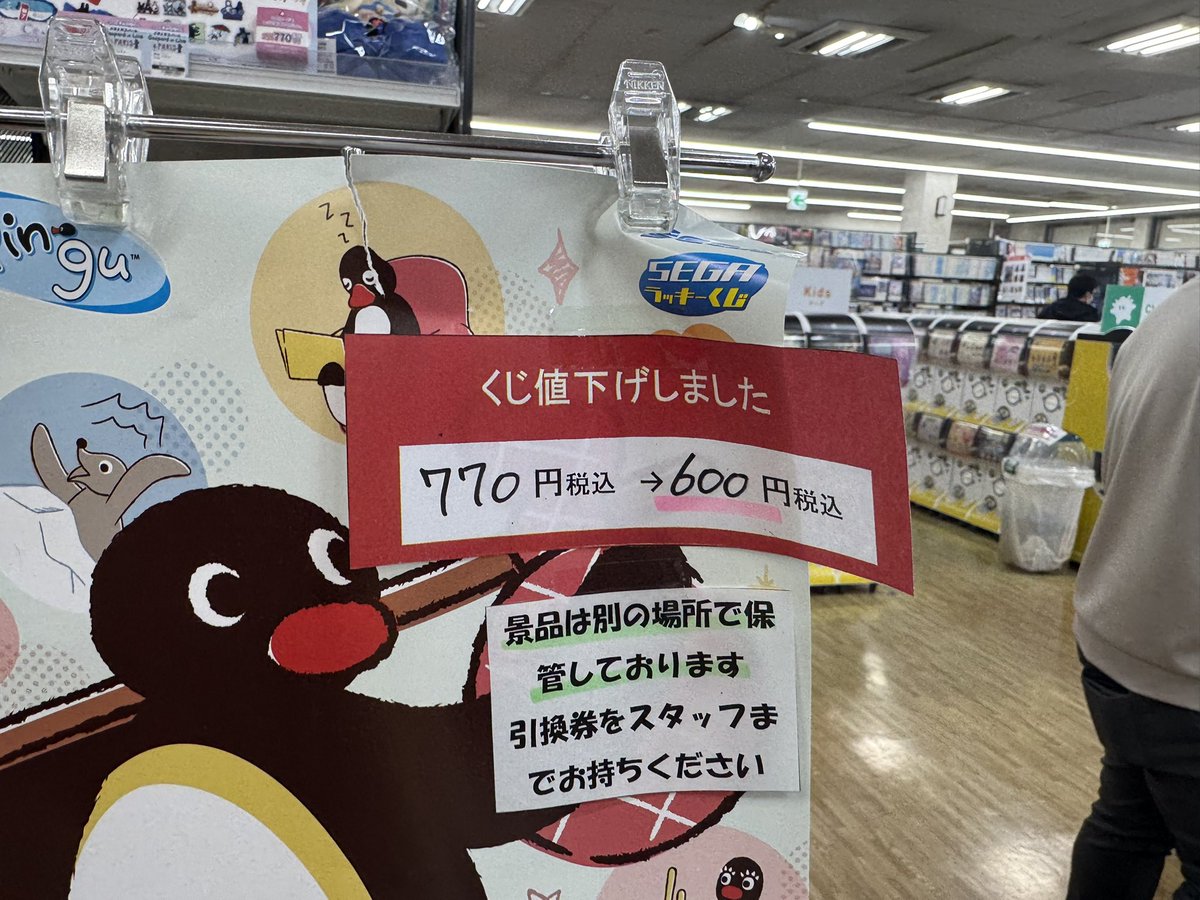 770
NIKKEN
pingu™
z
z
z
SEGA
ラッキーくじ
Kids
くじ値下げしました
770円税込 →600円税込
景品は別の場所で保
管しております
引換券をスタッフま
でお持ちください